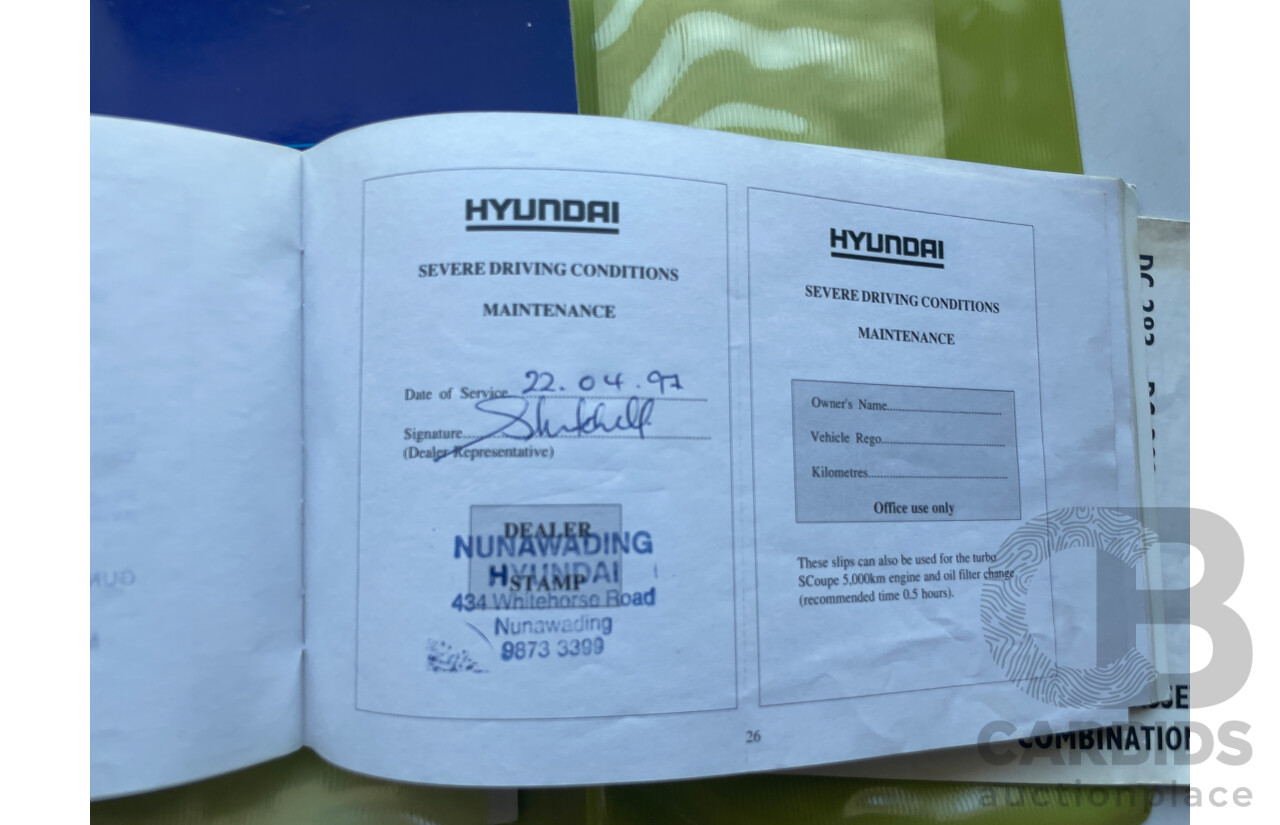 HYUNDAI
SEVERE DRIVING CONDITIONS
MAINTENANCE
Date of Service 22.04.97
Signature
(Dealer Representative)
DEALER
STAMP
NUNAWADING
HYUNDAI
434 Whitehorse Road
Nunawading
9873 3399
HYUNDAI
SEVERE DRIVING CONDITIONS
MAINTENANCE
Owner's Name
Vehicle Rego
Kilometres
Office use only
These slips can also be used for the turbo
SCoupe 5,000km engine and oil filter change
(recommended time 0.5 hours).
26
COMBINATION
CB
CARBIDS
auctionplace